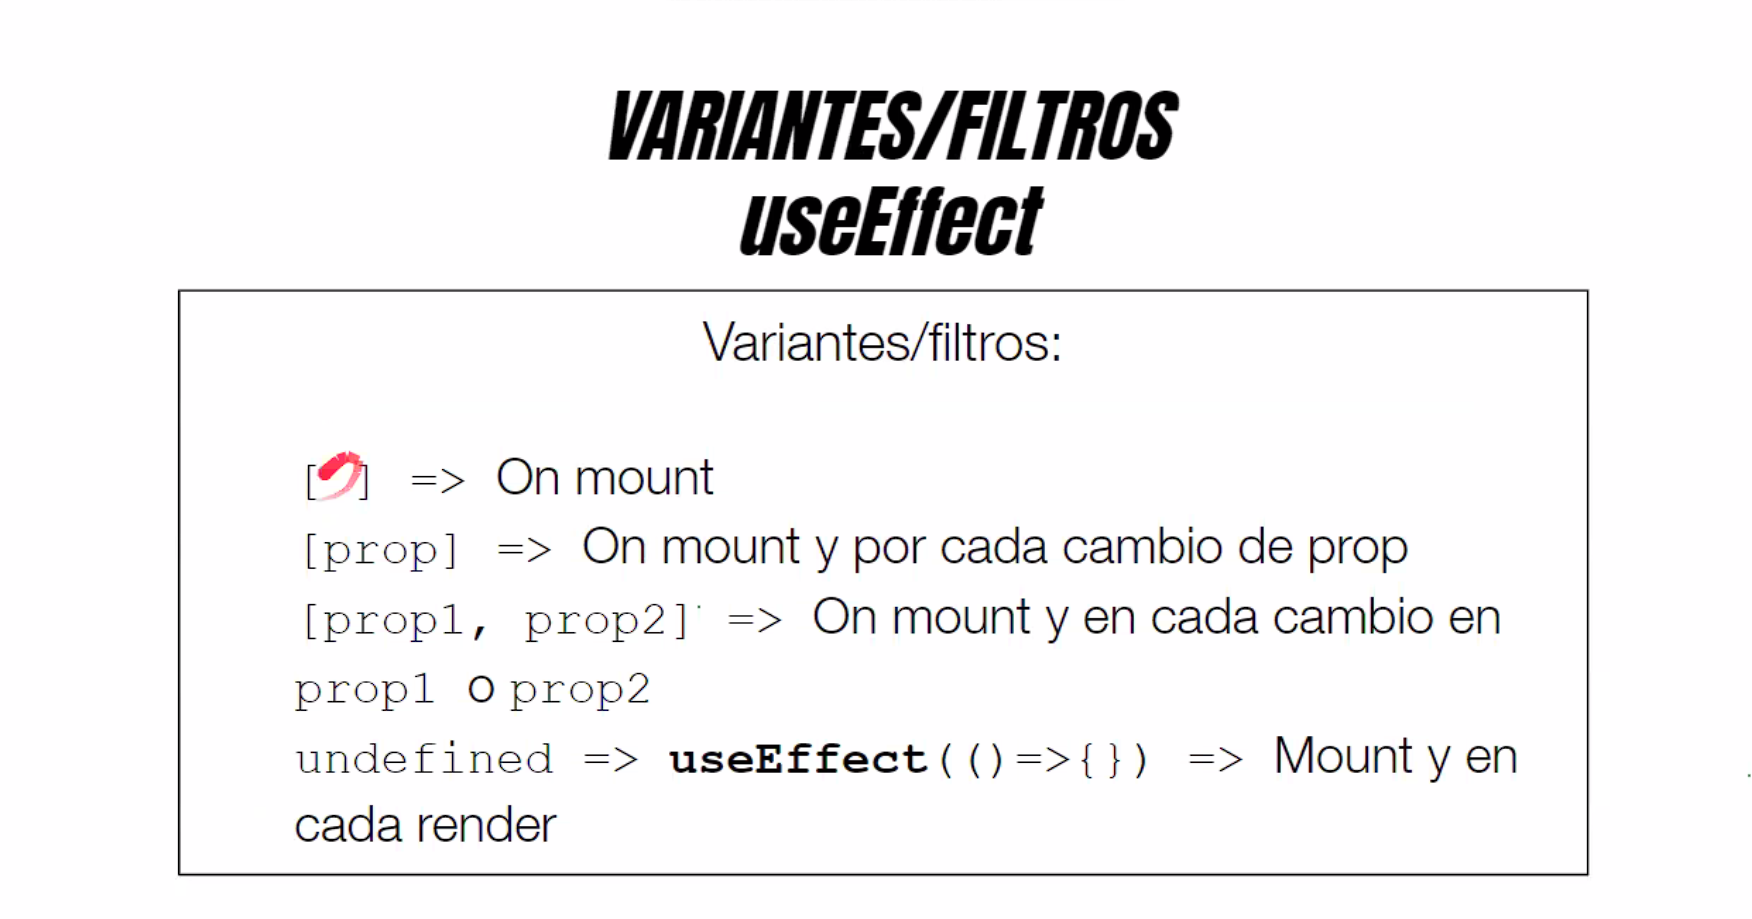 VARIANTES/FILTROS
useEffect
Variantes/filtros:
[ ] => On mount
[prop] => On mount y por cada cambio de prop
[prop1, prop2] => On mount y en cada cambio en
prop1 o prop2
undefined => useEffect(()=>{}) => Mount y en
cada render